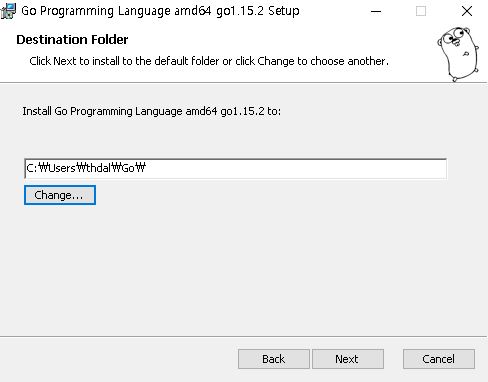 Go Programming Language amd64 go1.15.2 Setup
Destination Folder
Click Next to install to the default folder or click Change to choose another.
Install Go Programming Language amd64 go1.15.2 to:
C:₩Users₩thdal₩Go₩
Change...
Back Next Cancel